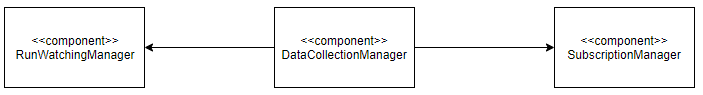 <<component>>
RunWatchingManager
<<component>>
DataCollectionManager
<<component>>
SubscriptionManager